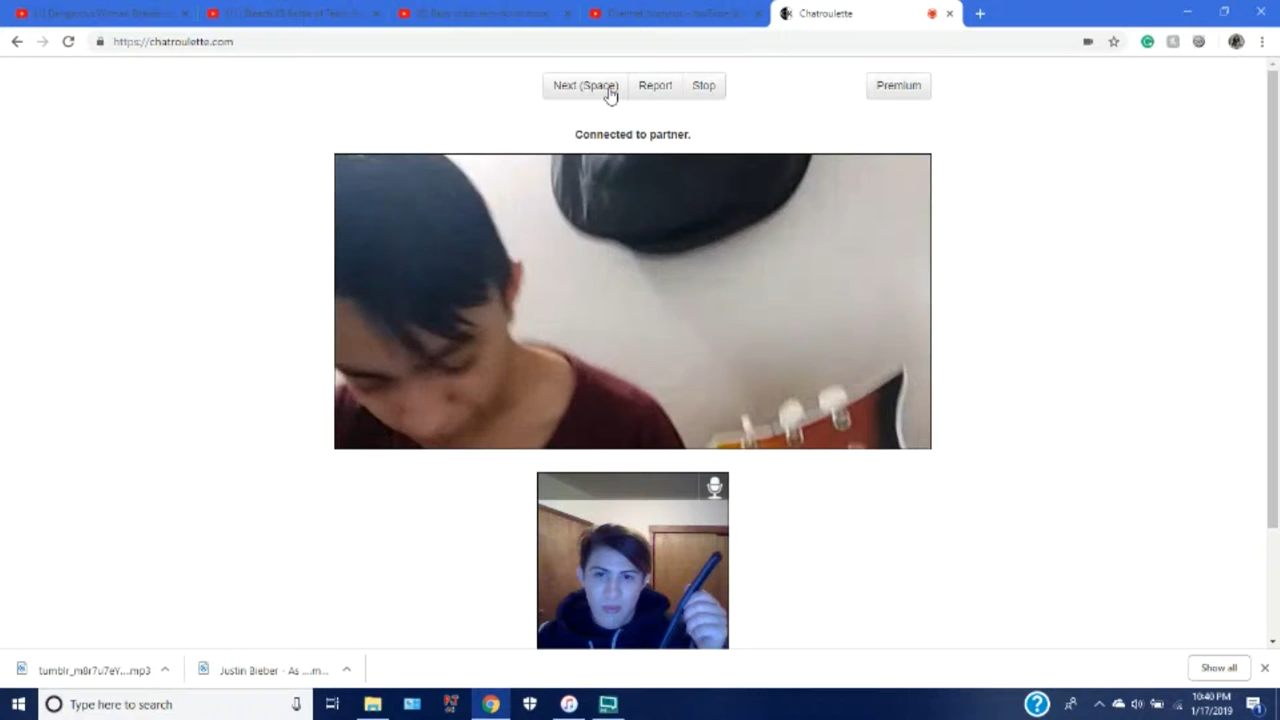 Chatroulette
https://chatroulette.com
Next (Space) Report Stop Premium
Connected to partner.
tumblr_m8r7u7eY....mp3 Justin Bieber - As ....m... Show all
Type here to search
10:40 PM
1/17/2019